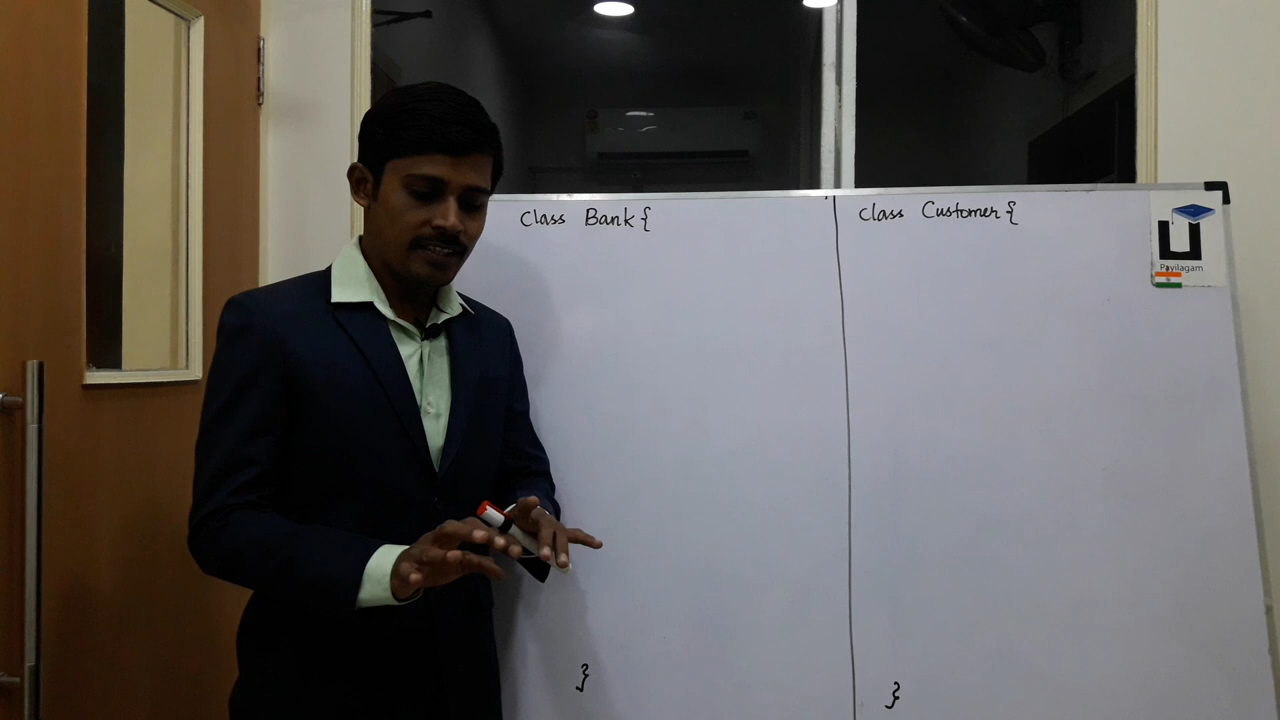 Class Bank {
}
Class Customer {
}
Payilagam